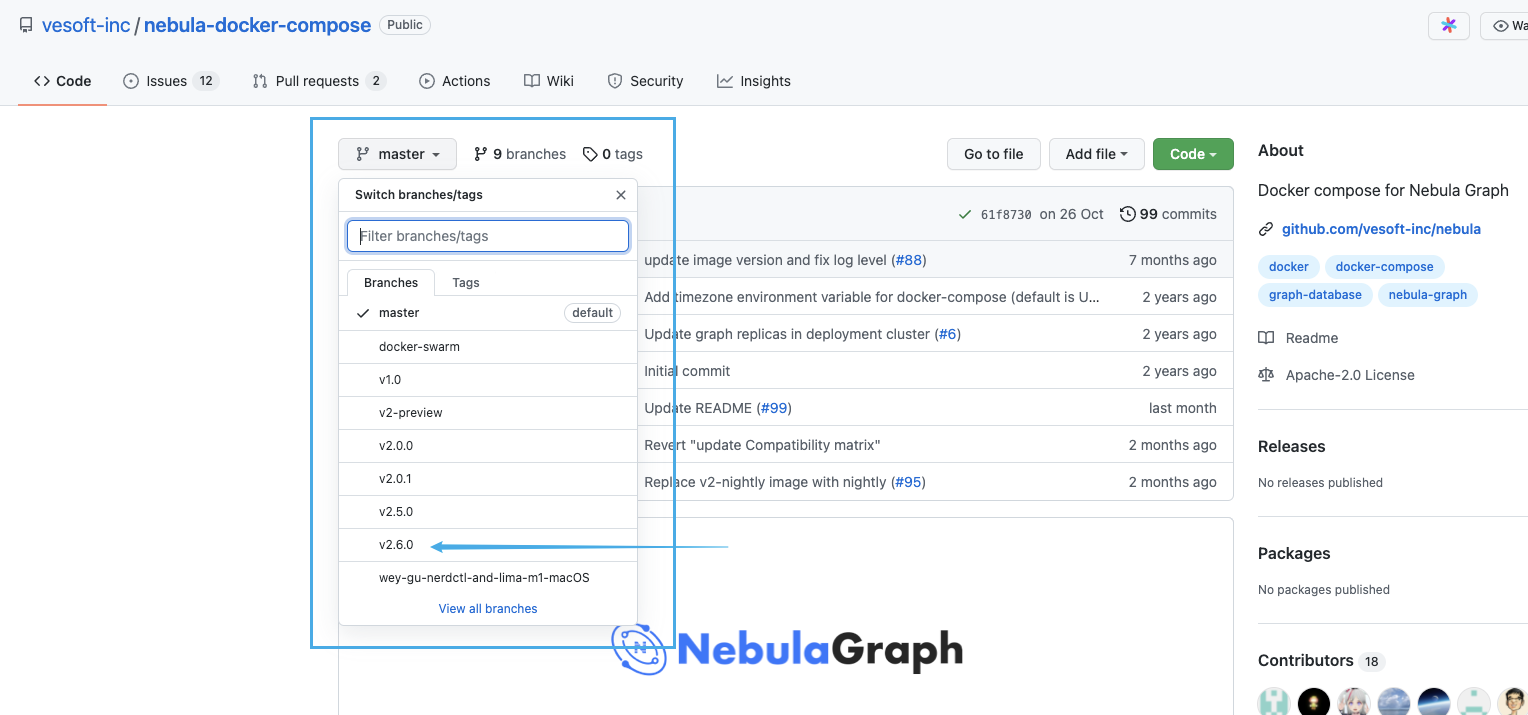 vesoft-inc / nebula-docker-compose Public
Wa
Code Issues 12 Pull requests 2 Actions Wiki Security Insights
master 9 branches 0 tags Go to file Add file Code
Switch branches/tags
Filter branches/tags
Branches Tags
master default
docker-swarm
v1.0
v2-preview
v2.0.0
v2.0.1
v2.5.0
v2.6.0
wey-gu-nerdctl-and-lima-m1-macOS
View all branches
61f8730 on 26 Oct 99 commits
update image version and fix log level (#88) 7 months ago
Add timezone environment variable for docker-compose (default is U... 2 years ago
Update graph replicas in deployment cluster (#6) 2 years ago
Initial commit 2 years ago
Update README (#99) last month
Revert "update Compatibility matrix" 2 months ago
Replace v2-nightly image with nightly (#95) 2 months ago
N NebulaGraph
About
Docker compose for Nebula Graph
github.com/vesoft-inc/nebula
docker docker-compose
graph-database nebula-graph
Readme
Apache-2.0 License
Releases
No releases published
Packages
No packages published
Contributors 18